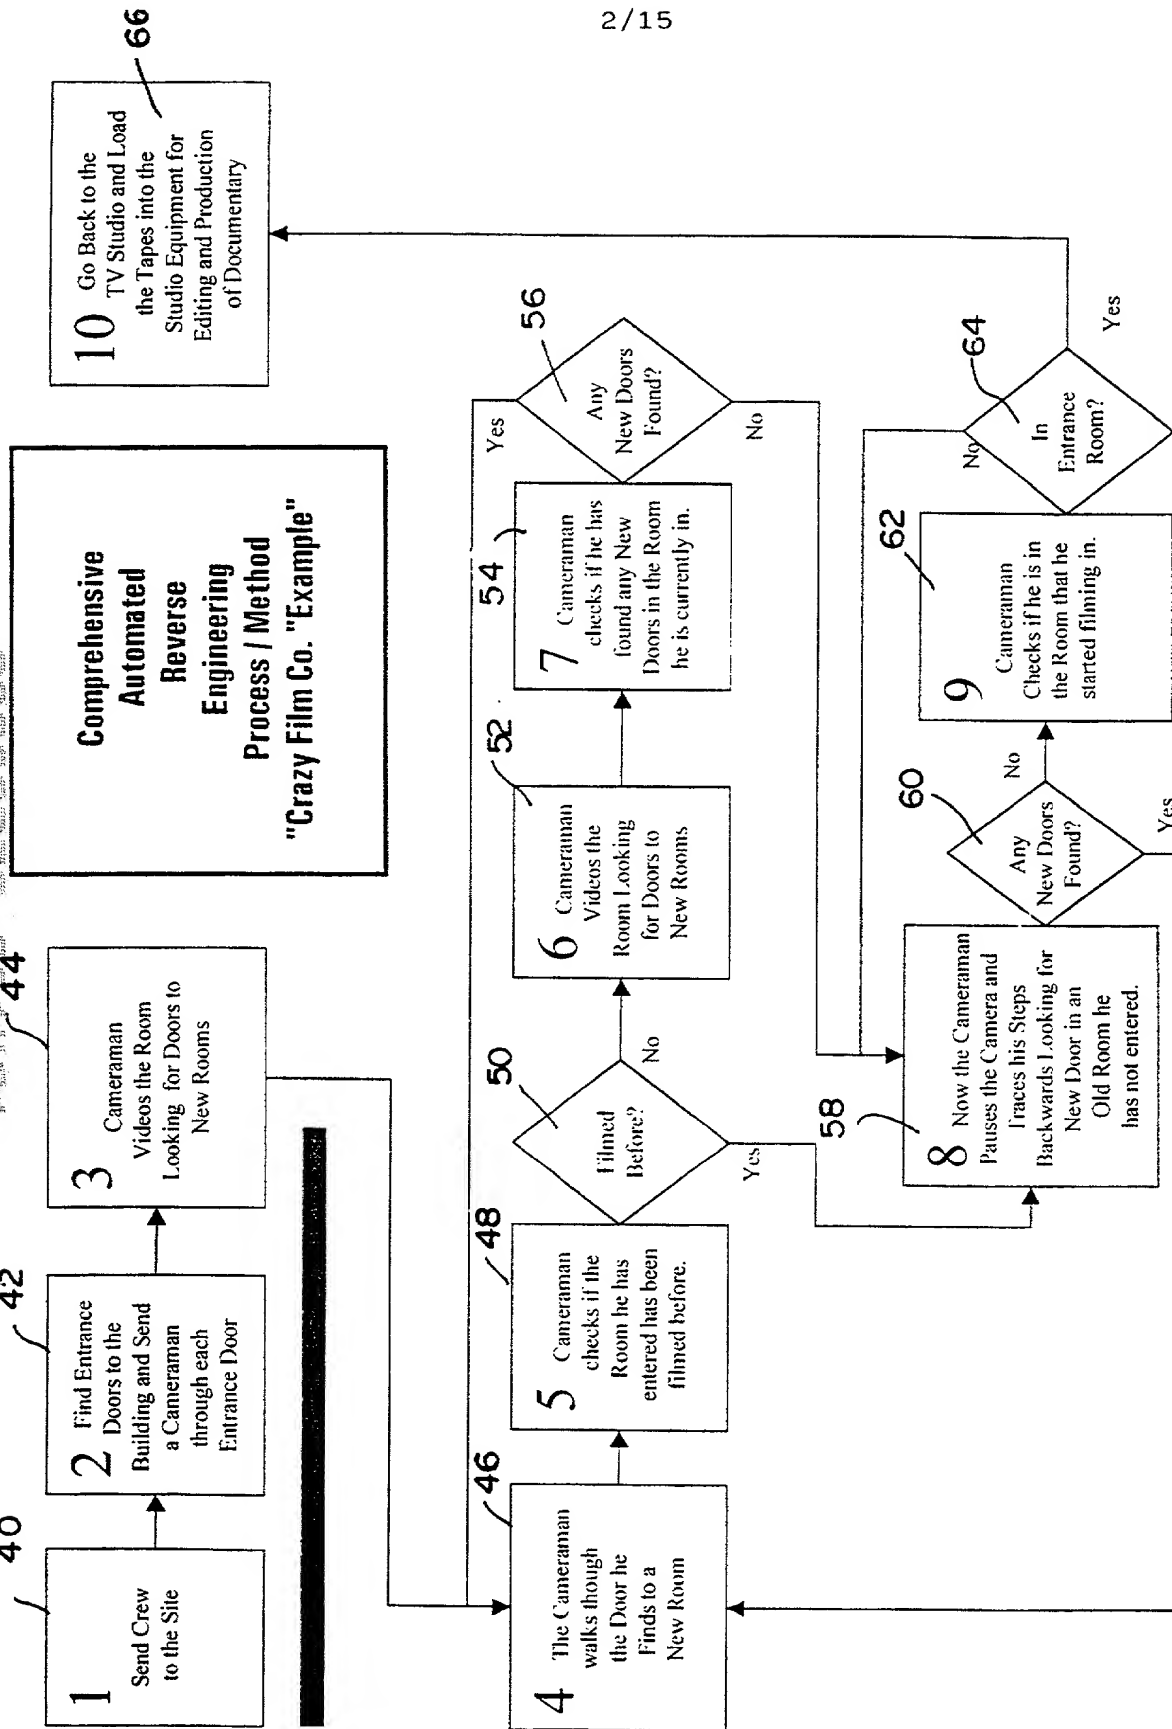 2/15
40
1
Send Crew
to the Site
42
2 Find Entrance
Doors to the
Building and Send
a Cameraman
through each
Entrance Door
44
3
Cameraman
Videos the Room
Looking for Doors to
New Rooms
Comprehensive
Automated
Reverse
Engineering
Process / Method
"Crazy Film Co. "Example"
10 Go Back to the
TV Studio and Load
the Tapes into the
Studio Equipment for
Editing and Production
of Documentary
66
46
4 The Cameraman
walks though
the Door he
Finds to a
New Room
48
5 Cameraman
checks if the
Room he has
entered has been
filmed before.
50
Filmed
Before?
No
Yes
52
6 Cameraman
Videos the
Room Looking
for Doors to
New Rooms
54
7 Cameraman
checks if he has
found any New
Doors in the Room
he is currently in.
56
Any
New Doors
Found?
Yes
No
58
8 Now the Cameraman
Pauses the Camera and
Traces his Steps
Backwards Looking for
New Door in an
Old Room he
has not entered.
60
Any
New Doors
Found?
No
Yes
62
9 Cameraman
Checks if he is in
the Room that he
started filming in.
64
In
Entrance
Room?
No
Yes